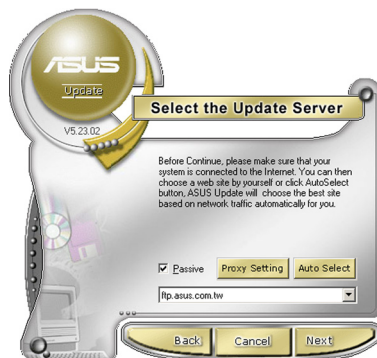 ASUS
Update
V5.23.02
Select the Update Server
Before Continue, please make sure that your
system is connected to the Internet. You can then
choose a web site by yourself or click AutoSelect
button, ASUS Update will choose the best site
based on network traffic automatically for you.
Passive Proxy Setting Auto Select
ftp.asus.com.tw
Back Cancel Next